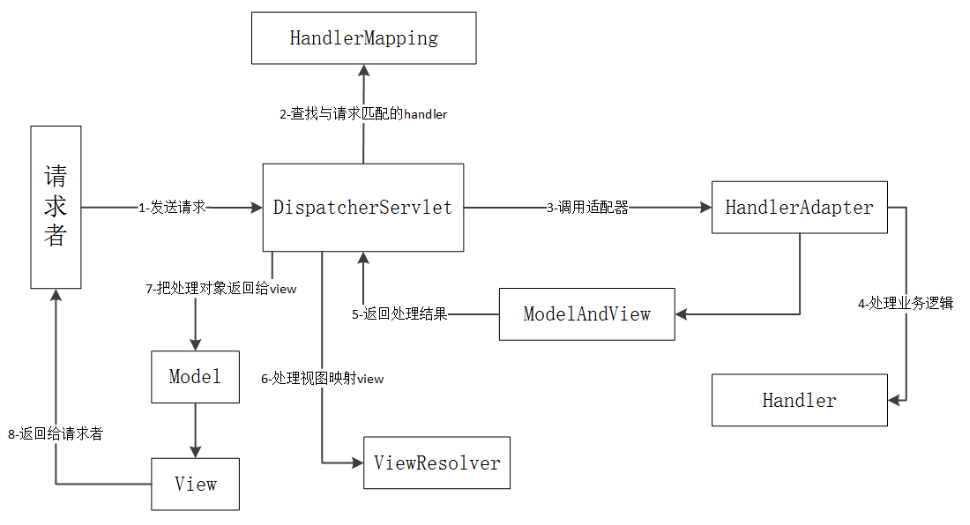 HandlerMapping
2-查找与请求匹配的handler
请
求
者
1-发送请求
DispatcherServlet
3-调用适配器
HandlerAdapter
7-把处理对象返回给view
5-返回处理结果
ModelAndView
4-处理业务逻辑
Model
6-处理视图映射view
Handler
8-返回给请求者
View
ViewResolver